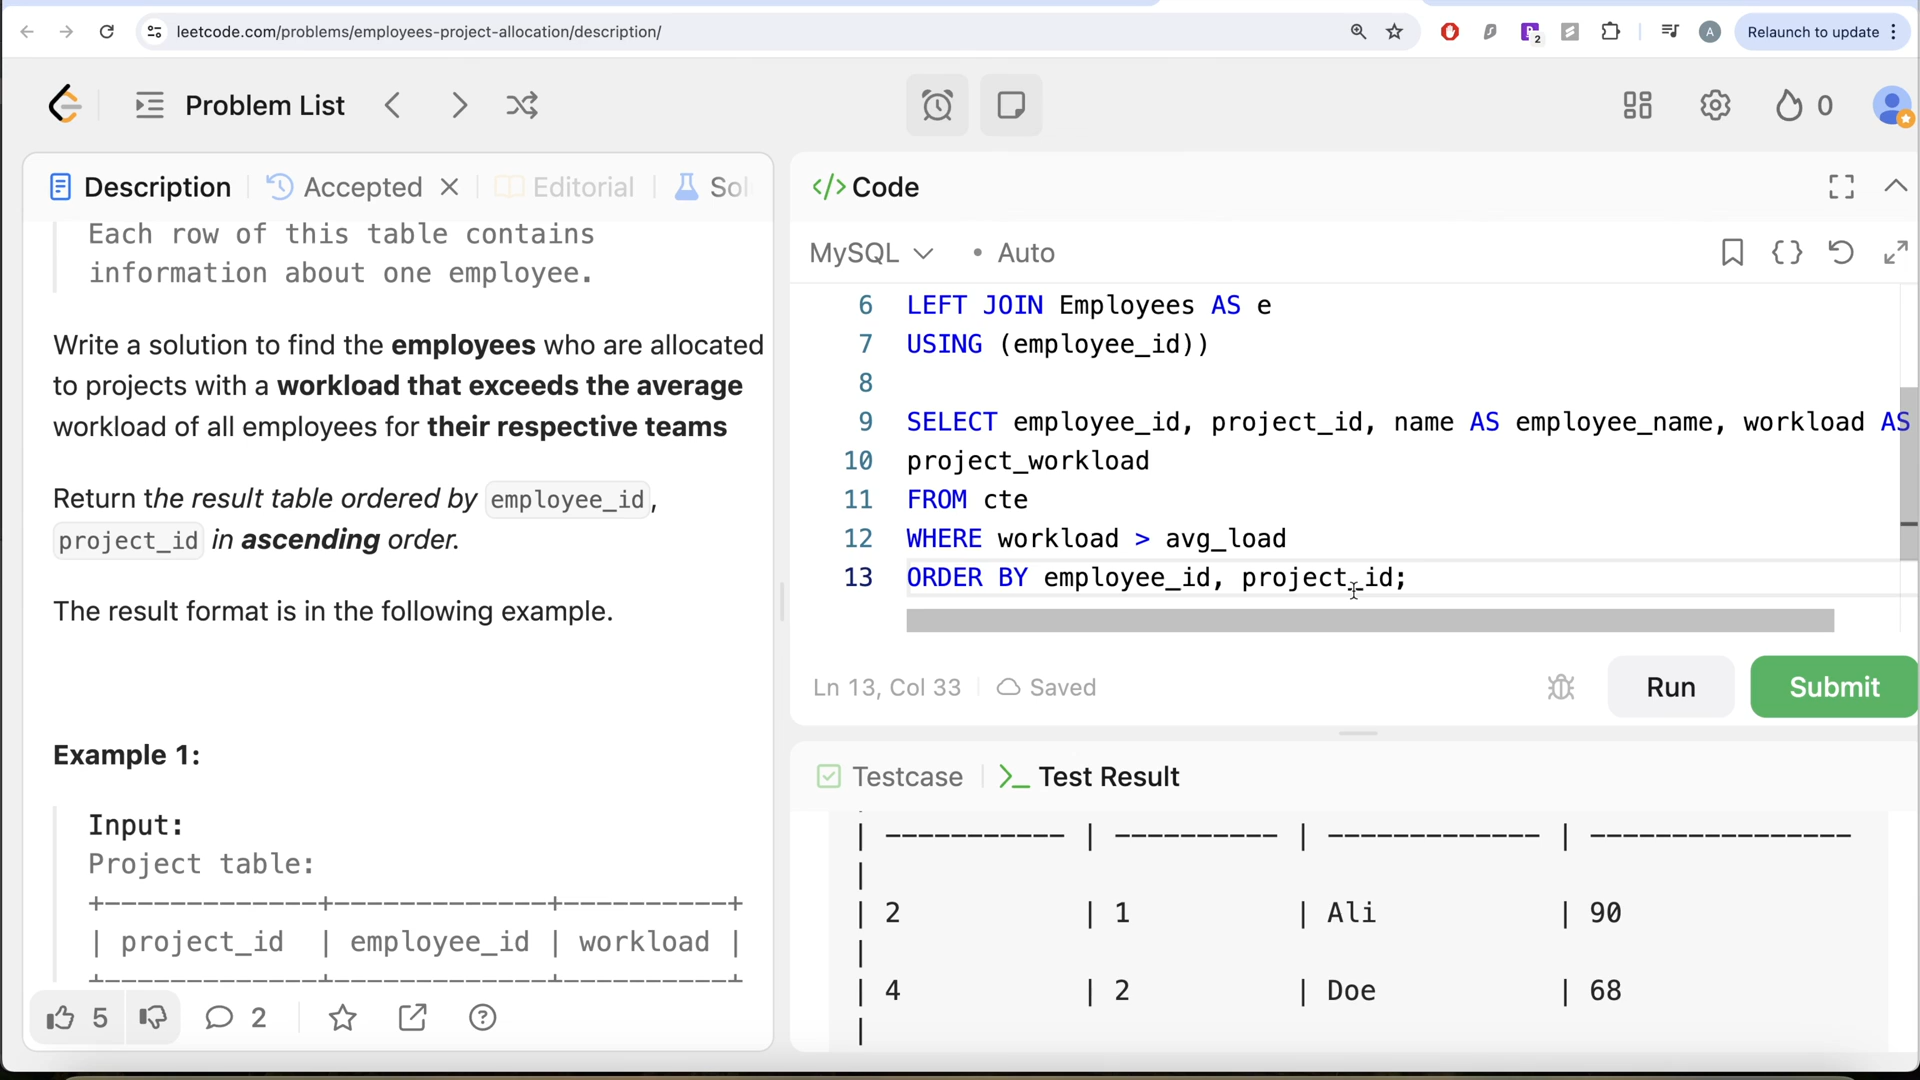 leetcode.com/problems/employees-project-allocation/description/
2
A
Relaunch to update
Problem List
0
Description
Accepted
Editorial
Sol
Each row of this table contains
information about one employee.
Write a solution to find the employees who are allocated
to projects with a workload that exceeds the average
workload of all employees for their respective teams
Return the result table ordered by employee_id,
project_id in ascending order.
The result format is in the following example.
Example 1:
Input:
Project table:
+-------------+-------------+----------+
| project_id | employee_id | workload |
+-------------+-------------+----------+
5
2
</> Code
MySQL
• Auto
6 LEFT JOIN Employees AS e
7 USING (employee_id))
8
9 SELECT employee_id, project_id, name AS employee_name, workload AS
10 project_workload
11 FROM cte
12 WHERE workload > avg_load
13 ORDER BY employee_id, project_id;
Ln 13, Col 33
Saved
Run
Submit
Testcase
>_ Test Result
| ----------- | ---------- | ------------- | ---------------- |
| 2 | 1 | Ali | 90 |
| 4 | 2 | Doe | 68 |